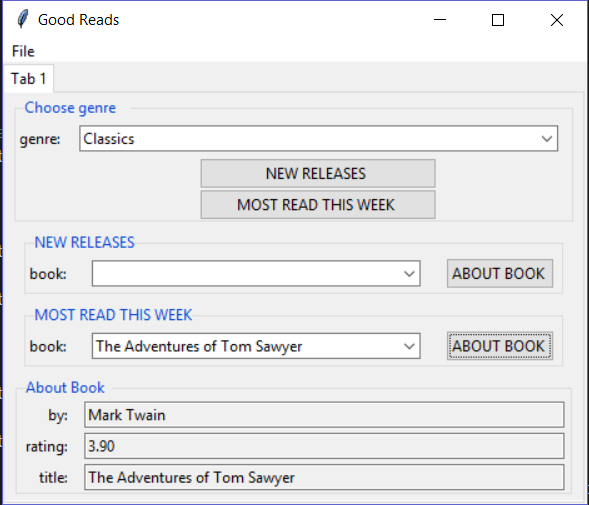 Good Reads
File
Tab 1
Choose genre
genre: Classics
NEW RELEASES
MOST READ THIS WEEK
NEW RELEASES
book: ABOUT BOOK
MOST READ THIS WEEK
book: The Adventures of Tom Sawyer ABOUT BOOK
About Book
by: Mark Twain
rating: 3.90
title: The Adventures of Tom Sawyer